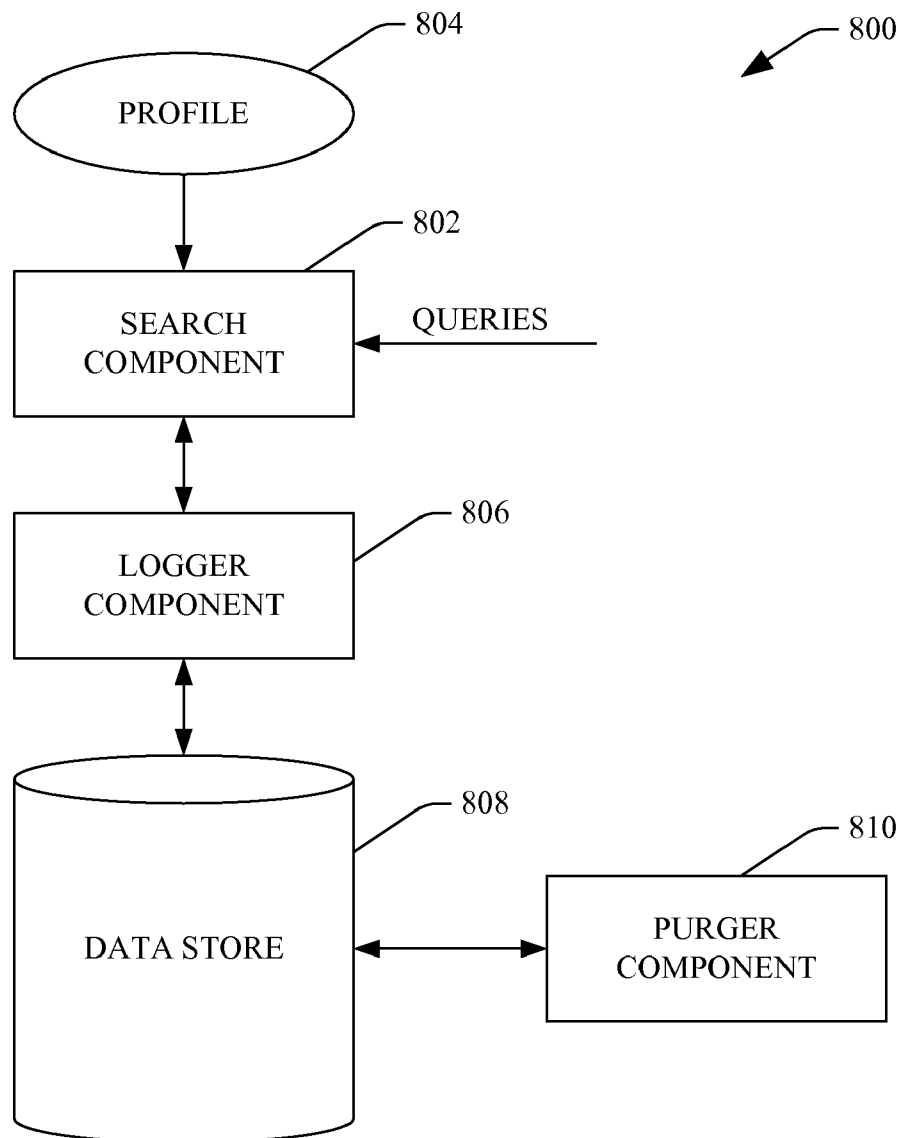 804
800
PROFILE
802
SEARCH
COMPONENT
QUERIES
806
LOGGER
COMPONENT
808
810
DATA STORE
PURGER
COMPONENT